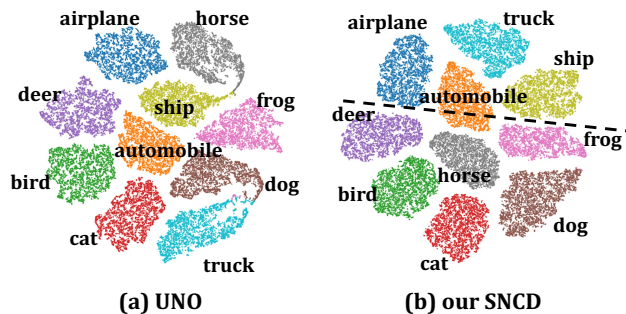 airplane
horse
deer
ship
frog
automobile
bird
dog
cat
truck
(a) UNO
truck
airplane
ship
automobile
deer
frog
horse
bird
dog
cat
(b) our SNCD